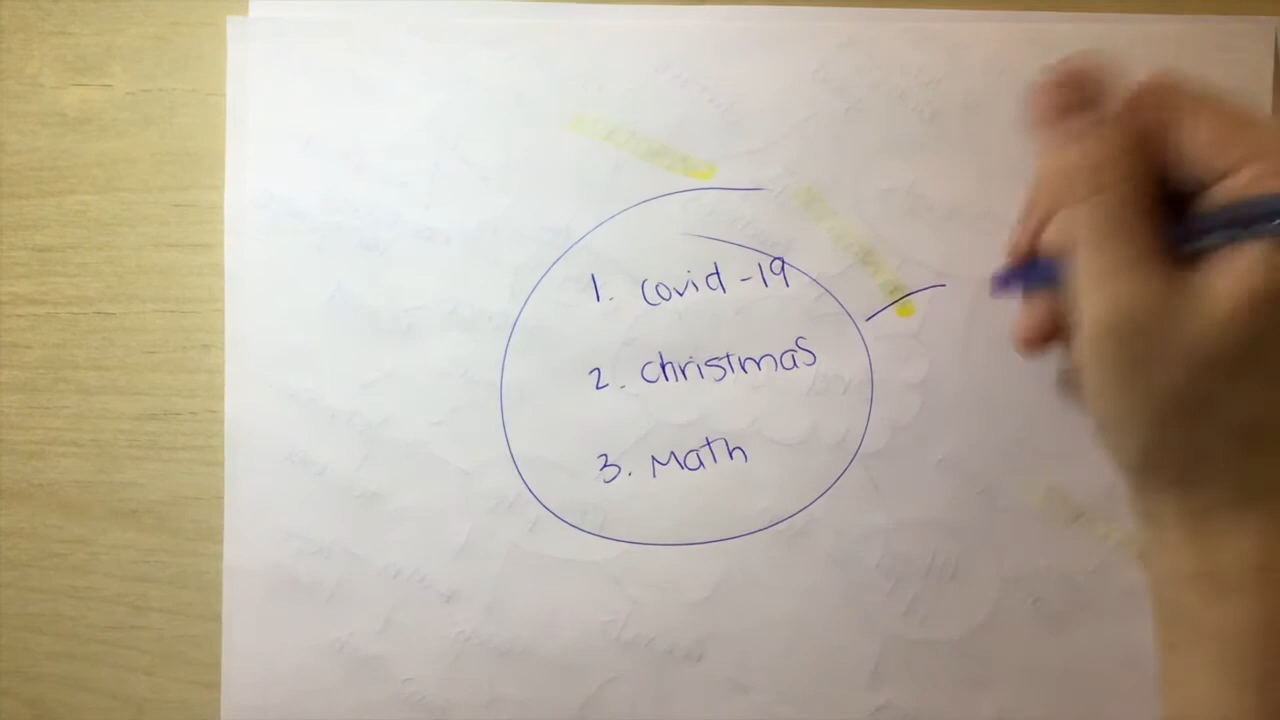 1. Covid-19
2. Christmas
3. Math